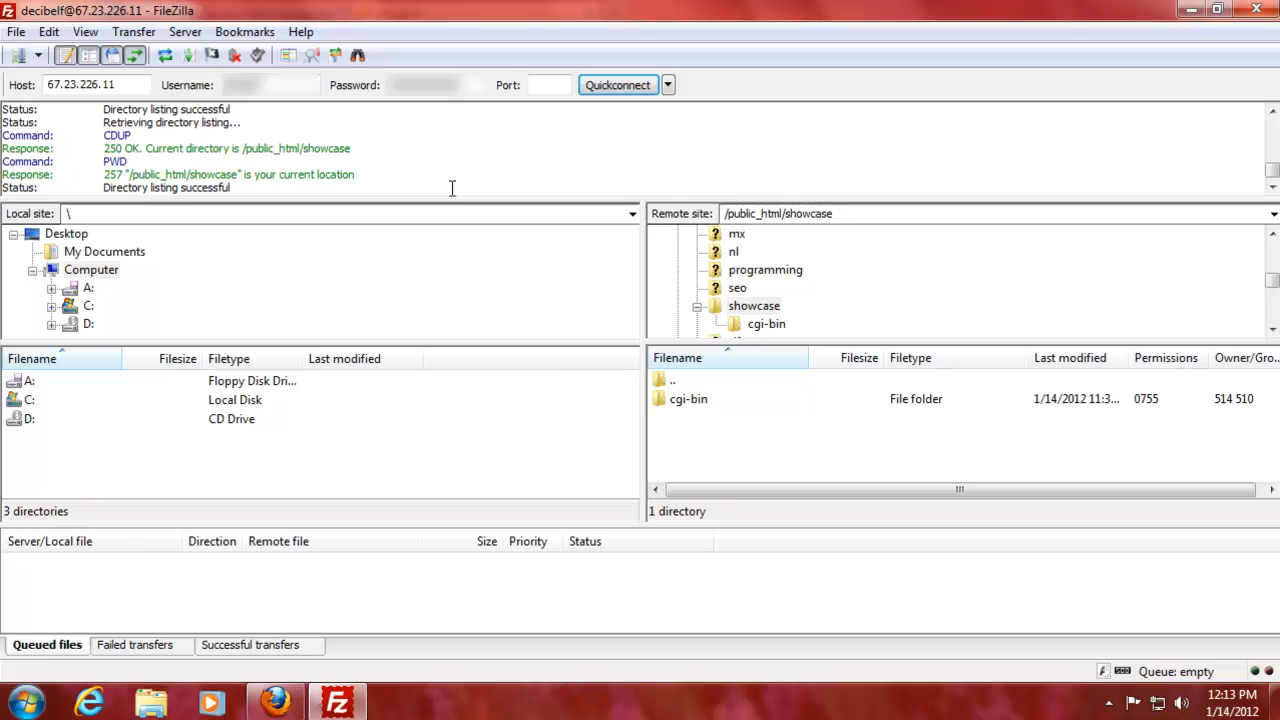 decibelf@67.23.226.11 - FileZilla
File Edit View Transfer Server Bookmarks Help
Host: 67.23.226.11 Username: Password: Port: Quickconnect
Status: Directory listing successful
Status: Retrieving directory listing...
Command: CDUP
Response: 250 OK. Current directory is /public_html/showcase
Command: PWD
Response: 257 "/public_html/showcase" is your current location
Status: Directory listing successful
Local site: \
Desktop
My Documents
Computer
A:
C:
D:
Filename Filesize Filetype Last modified
A: Floppy Disk Dri...
C: Local Disk
D: CD Drive
3 directories
Remote site: /public_html/showcase
mx
nl
programming
seo
showcase
cgi-bin
Filename Filesize Filetype Last modified Permissions Owner/Gro...
..
cgi-bin File folder 1/14/2012 11:3... 0755 514 510
1 directory
Server/Local file Direction Remote file Size Priority Status
Queued files Failed transfers Successful transfers
Queue: empty
12:13 PM
1/14/2012